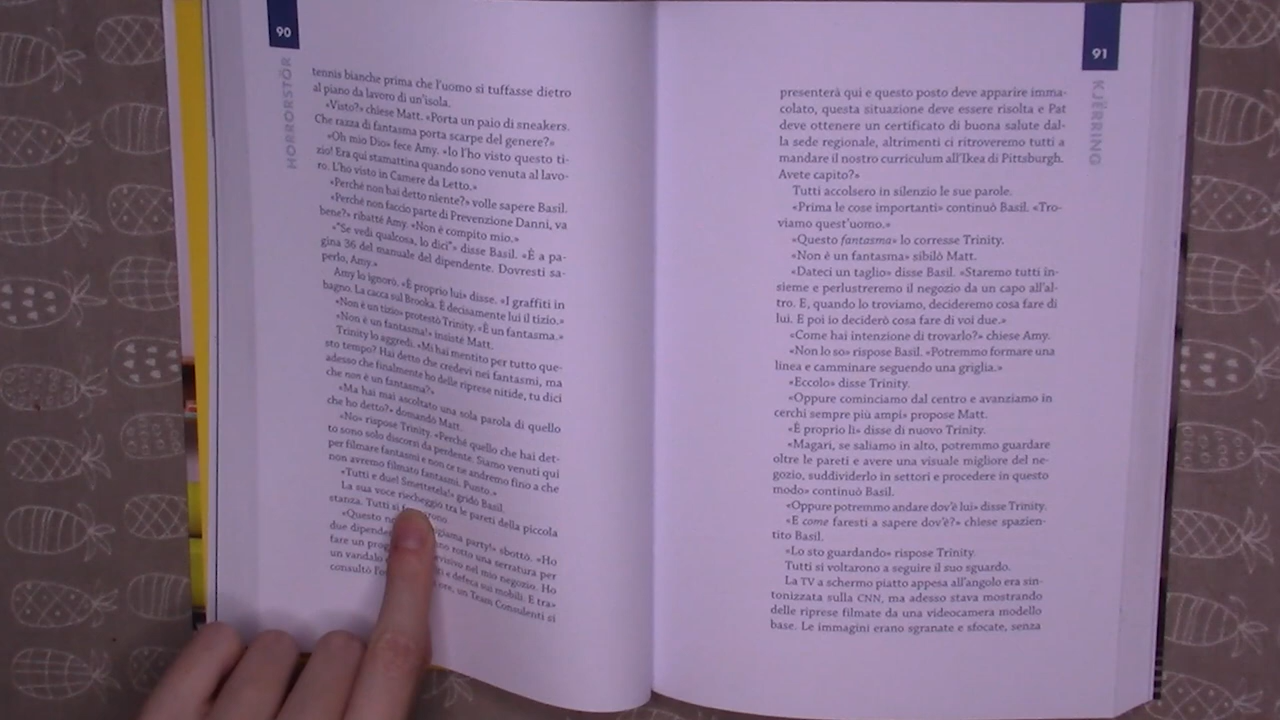 90
HORRORSTÖR
tennis bianche prima che l'uomo si tuffasse dietro
al piano da lavoro di un'isola.
«Visto?» chiese Matt. «Porta un paio di sneakers.
Che razza di fantasma porta scarpe del genere?»
«Oh mio Dio» fece Amy. «Io l'ho visto questo ti-
zio! Era qui stamattina quando sono venuta al lavo-
ro. L'ho visto in Camere da Letto.»
«Perché non hai detto niente?» volle sapere Basil.
«Perché non faccio parte di Prevenzione Danni, va
bene?» ribatté Amy. «Non è compito mio.»
«"Se vedi qualcosa, lo dici"» disse Basil. «È a pa-
gina 36 del manuale del dipendente. Dovresti sa-
perlo, Amy.»
Amy lo ignorò. «È proprio lui» disse. «I graffiti in
bagno. La cacca sul Brooka. È decisamente lui il tizio.»
«Non è un tizio» protestò Trinity. «È un fantasma.»
«Non è un fantasma!» insisté Matt.
Trinity lo aggredì. «Mi hai mentito per tutto que-
sto tempo? Hai detto che credevi nei fantasmi, ma
adesso che finalmente ho delle riprese nitide, tu dici
che non è un fantasma?»
«Ma hai mai ascoltato una sola parola di quello
che ho detto?» domandò Matt.
«No» rispose Trinity. «Perché quello che hai det-
to sono solo discorsi da perdente. Siamo venuti qui
per filmare fantasmi e non ce ne andremo fino a che
non avremo filmato fantasmi. Punto.»
«Tutti e due! Smettetela!» gridò Basil.
La sua voce riecheggiò tra le pareti della piccola
stanza. Tutti si fermarono.
«Questo party!» sbottò. «Ho
due rotto una serratura per
fare un nel mio negozio. Ho
un vandalo e defeca sui mobili. E tra»
consultò un Team Consulenti si
91
KJËRRING
presenterà qui e questo posto deve apparire imma-
colato, questa situazione deve essere risolta e Pat
deve ottenere un certificato di buona salute dal-
la sede regionale, altrimenti ci ritroveremo tutti a
mandare il nostro curriculum all'Ikea di Pittsburgh.
Avete capito?»
Tutti accolsero in silenzio le sue parole.
«Prima le cose importanti» continuò Basil. «Tro-
viamo quest'uomo.»
«Questo fantasma» lo corresse Trinity.
«Non è un fantasma» sibilò Matt.
«Dateci un taglio» disse Basil. «Staremo tutti in-
sieme e perlustreremo il negozio da un capo all'al-
tro. E, quando lo troviamo, decideremo cosa fare di
lui. E poi io deciderò cosa fare di voi due.»
«Come hai intenzione di trovarlo?» chiese Amy.
«Non lo so» rispose Basil. «Potremmo formare una
linea e camminare seguendo una griglia.»
«Eccolo» disse Trinity.
«Oppure cominciamo dal centro e avanziamo in
cerchi sempre più ampi» propose Matt.
«È proprio lì» disse di nuovo Trinity.
«Magari, se saliamo in alto, potremmo guardare
oltre le pareti e avere una visuale migliore del ne-
gozio, suddividerlo in settori e procedere in questo
modo» continuò Basil.
«Oppure potremmo andare dov'è lui» disse Trinity.
«E come faresti a sapere dov'è?» chiese spazien-
tito Basil.
«Lo sto guardando» rispose Trinity.
Tutti si voltarono a seguire il suo sguardo.
La TV a schermo piatto appesa all'angolo era sin-
tonizzata sulla CNN, ma adesso stava mostrando
delle riprese filmate da una videocamera modello
base. Le immagini erano sgranate e sfocate, senza